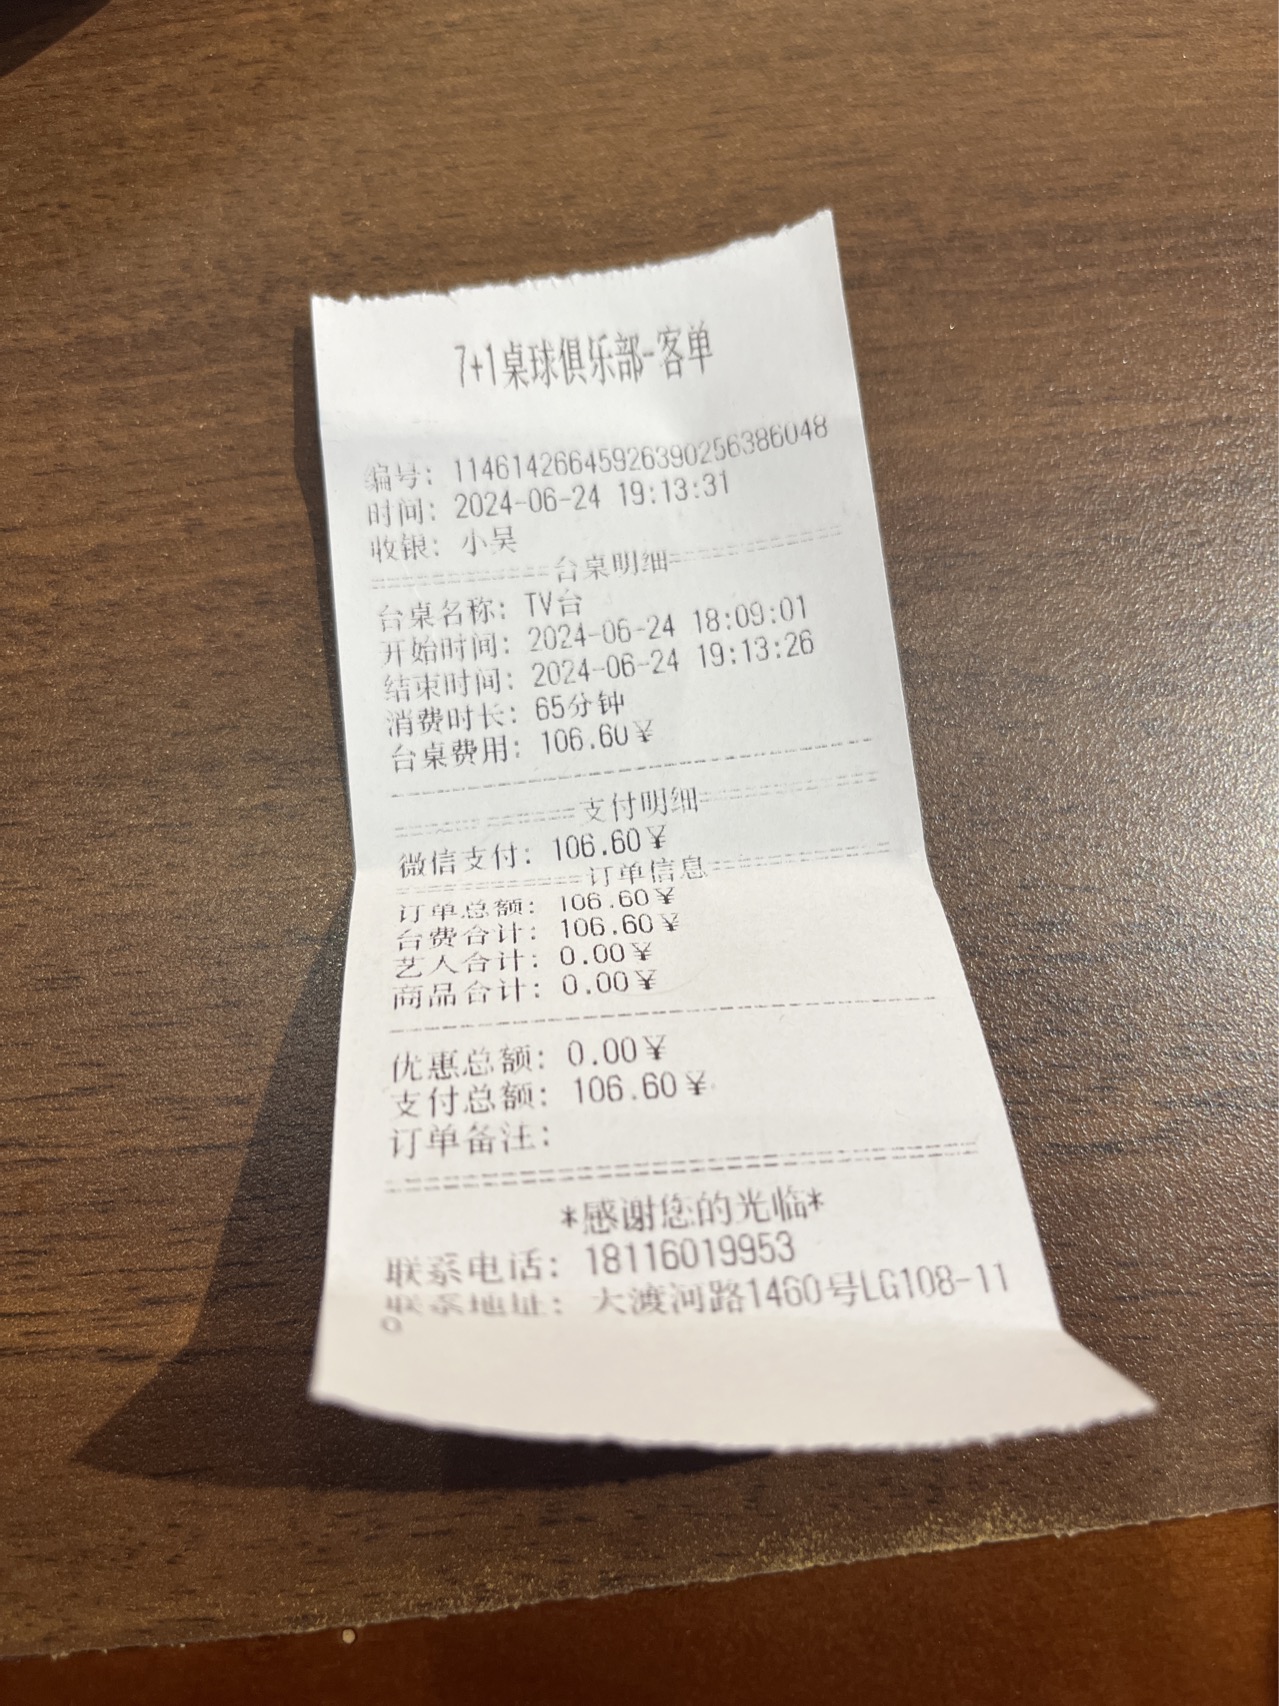 7+1桌球俱乐部-客单
编号: 1146142664592639025​6386048
时间: 2024-06-24 19:13:31
收银: 小吴
============台桌明细============
台桌名称: TV台
开始时间: 2024-06-24 18:09:01
结束时间: 2024-06-24 19:13:26
消费时长: 65分钟
台桌费用: 106.60¥
--------------------------------
============支付明细============
微信支付: 106.60¥
============订单信息============
订单总额: 106.60¥
台费合计: 106.60¥
艺人合计: 0.00¥
商品合计: 0.00¥
--------------------------------
优惠总额: 0.00¥
支付总额: 106.60¥
订单备注:
================================
*感谢您的光临*
联系电话: 18116019953
联系地址: 大渡河路1460号LG108-11
0